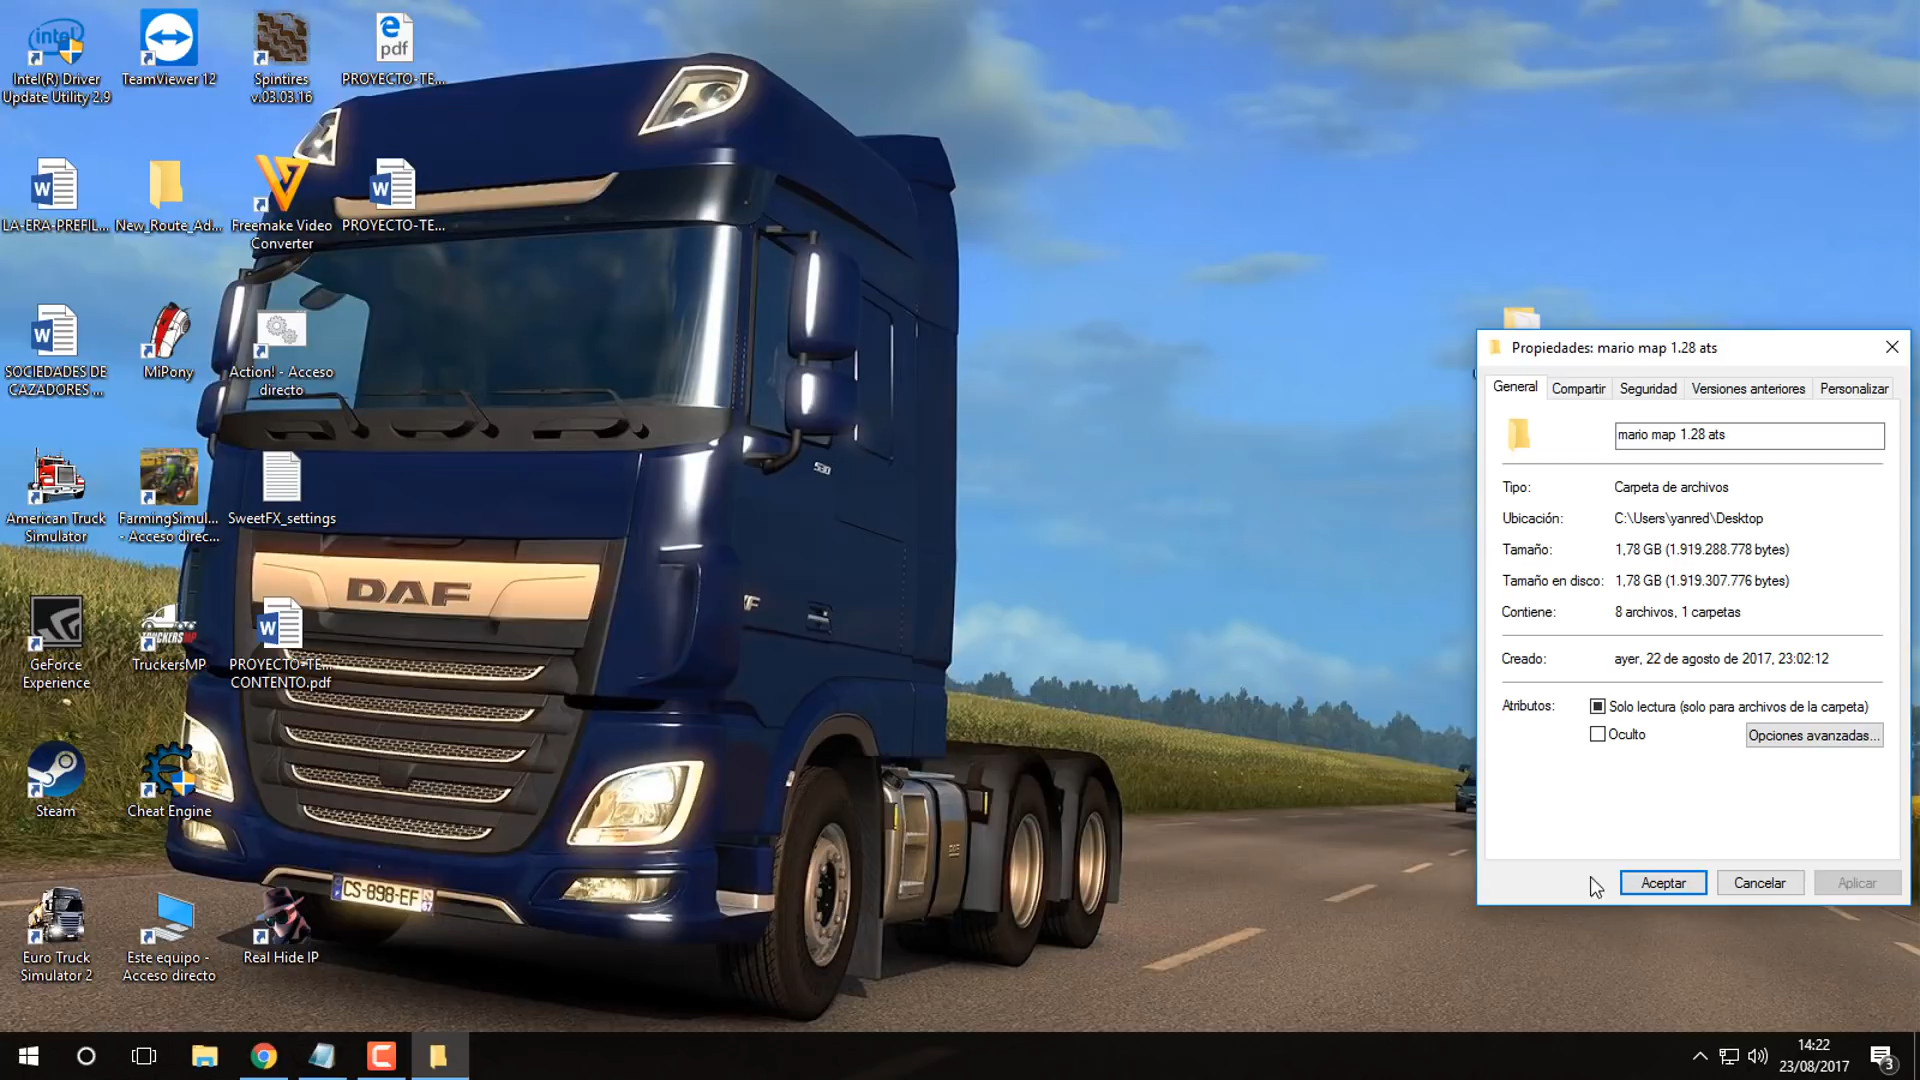 intel
Intel(R) Driver
Update Utility 2.9
TeamViewer 12
Spintires
v.03.03.16
pdf
PROYECTO-TE...
LA-ERA-PREFIL...
New_Route_Ad...
Freemake Video
Converter
PROYECTO-TE...
SOCIEDADES DE
CAZADORES ...
MiPony
Action! - Acceso
directo
American Truck
Simulator
FarmingSimul...
- Acceso direc...
SweetFX_settings
GeForce
Experience
TRUCKERSMP
TruckersMP
PROYECTO-TE...
CONTENTO.pdf
Steam
Cheat Engine
Euro Truck
Simulator 2
Este equipo -
Acceso directo
Real Hide IP
DAF
530
XF
CS-898-EF
Propiedades: mario map 1.28 ats
General
Compartir
Seguridad
Versiones anteriores
Personalizar
mario map 1.28 ats
Tipo: Carpeta de archivos
Ubicación: C:\Users\yanred\Desktop
Tamaño: 1,78 GB (1.919.288.778 bytes)
Tamaño en disco: 1,78 GB (1.919.307.776 bytes)
Contiene: 8 archivos, 1 carpetas
Creado: ayer, 22 de agosto de 2017, 23:02:12
Atributos: Solo lectura (solo para archivos de la carpeta)
Oculto
Opciones avanzadas...
Aceptar
Cancelar
Aplicar
14:22
23/08/2017
3